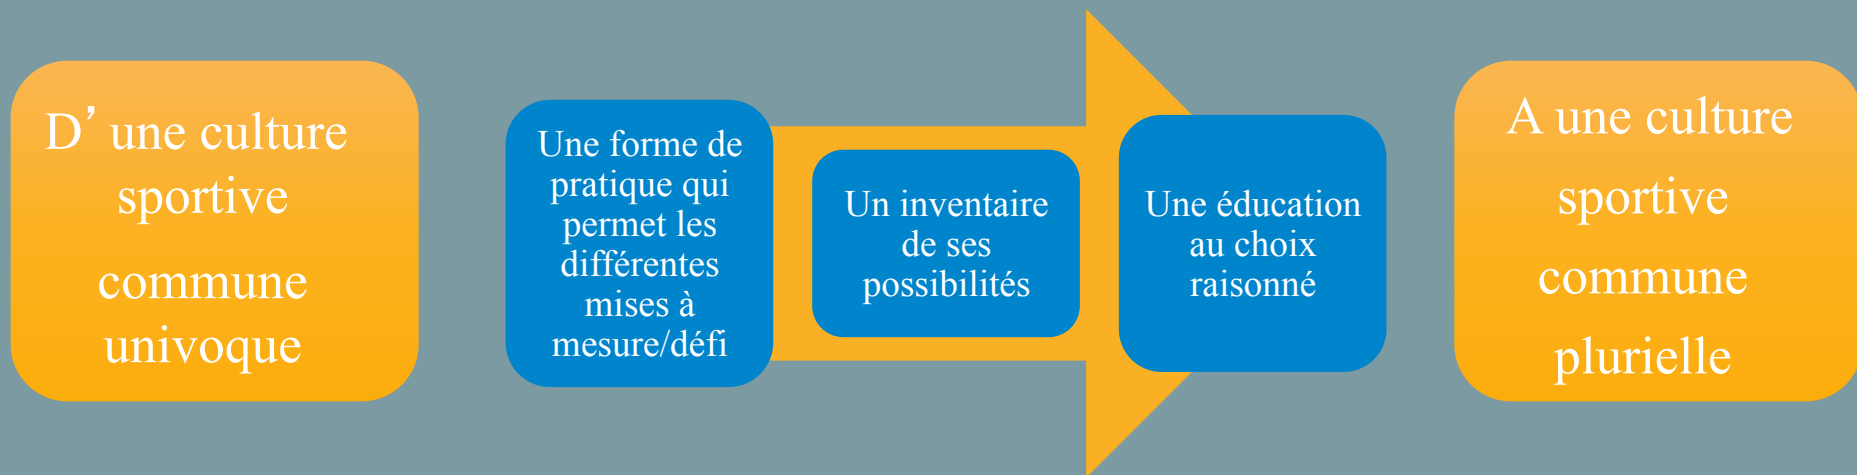 D’ une culture
sportive
commune
univoque
Une forme de
pratique qui
permet les
différentes
mises à
mesure/défi
Un inventaire
de ses
possibilités
Une éducation
au choix
raisonné
A une culture
sportive
commune
plurielle